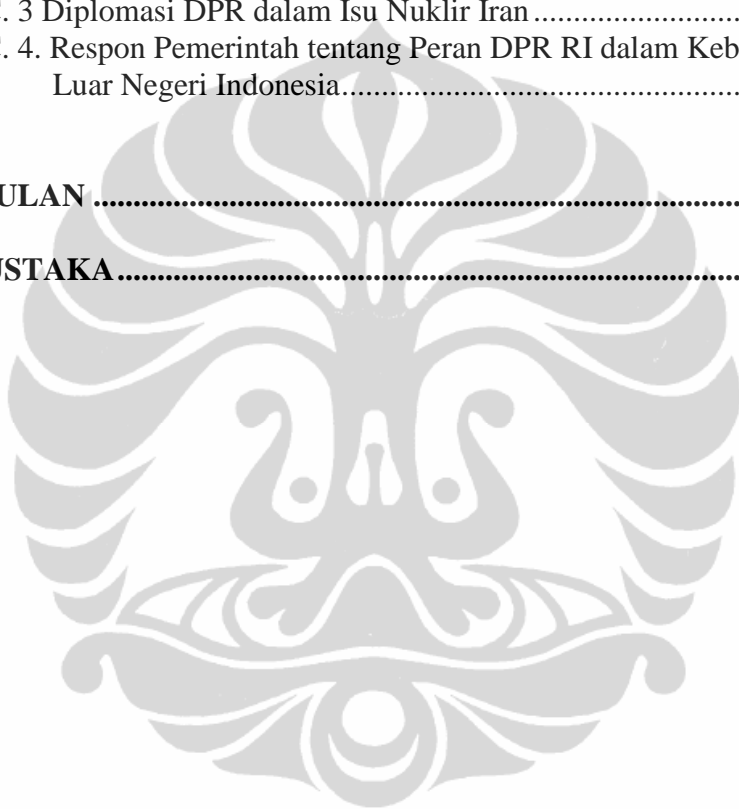 . 3 Diplomasi DPR dalam Isu Nuklir Iran ..........................
. 4. Respon Pemerintah tentang Peran DPR RI dalam Keb
Luar Negeri Indonesia..................................................
ULAN ....................................................................................
USTAKA .................................................................................